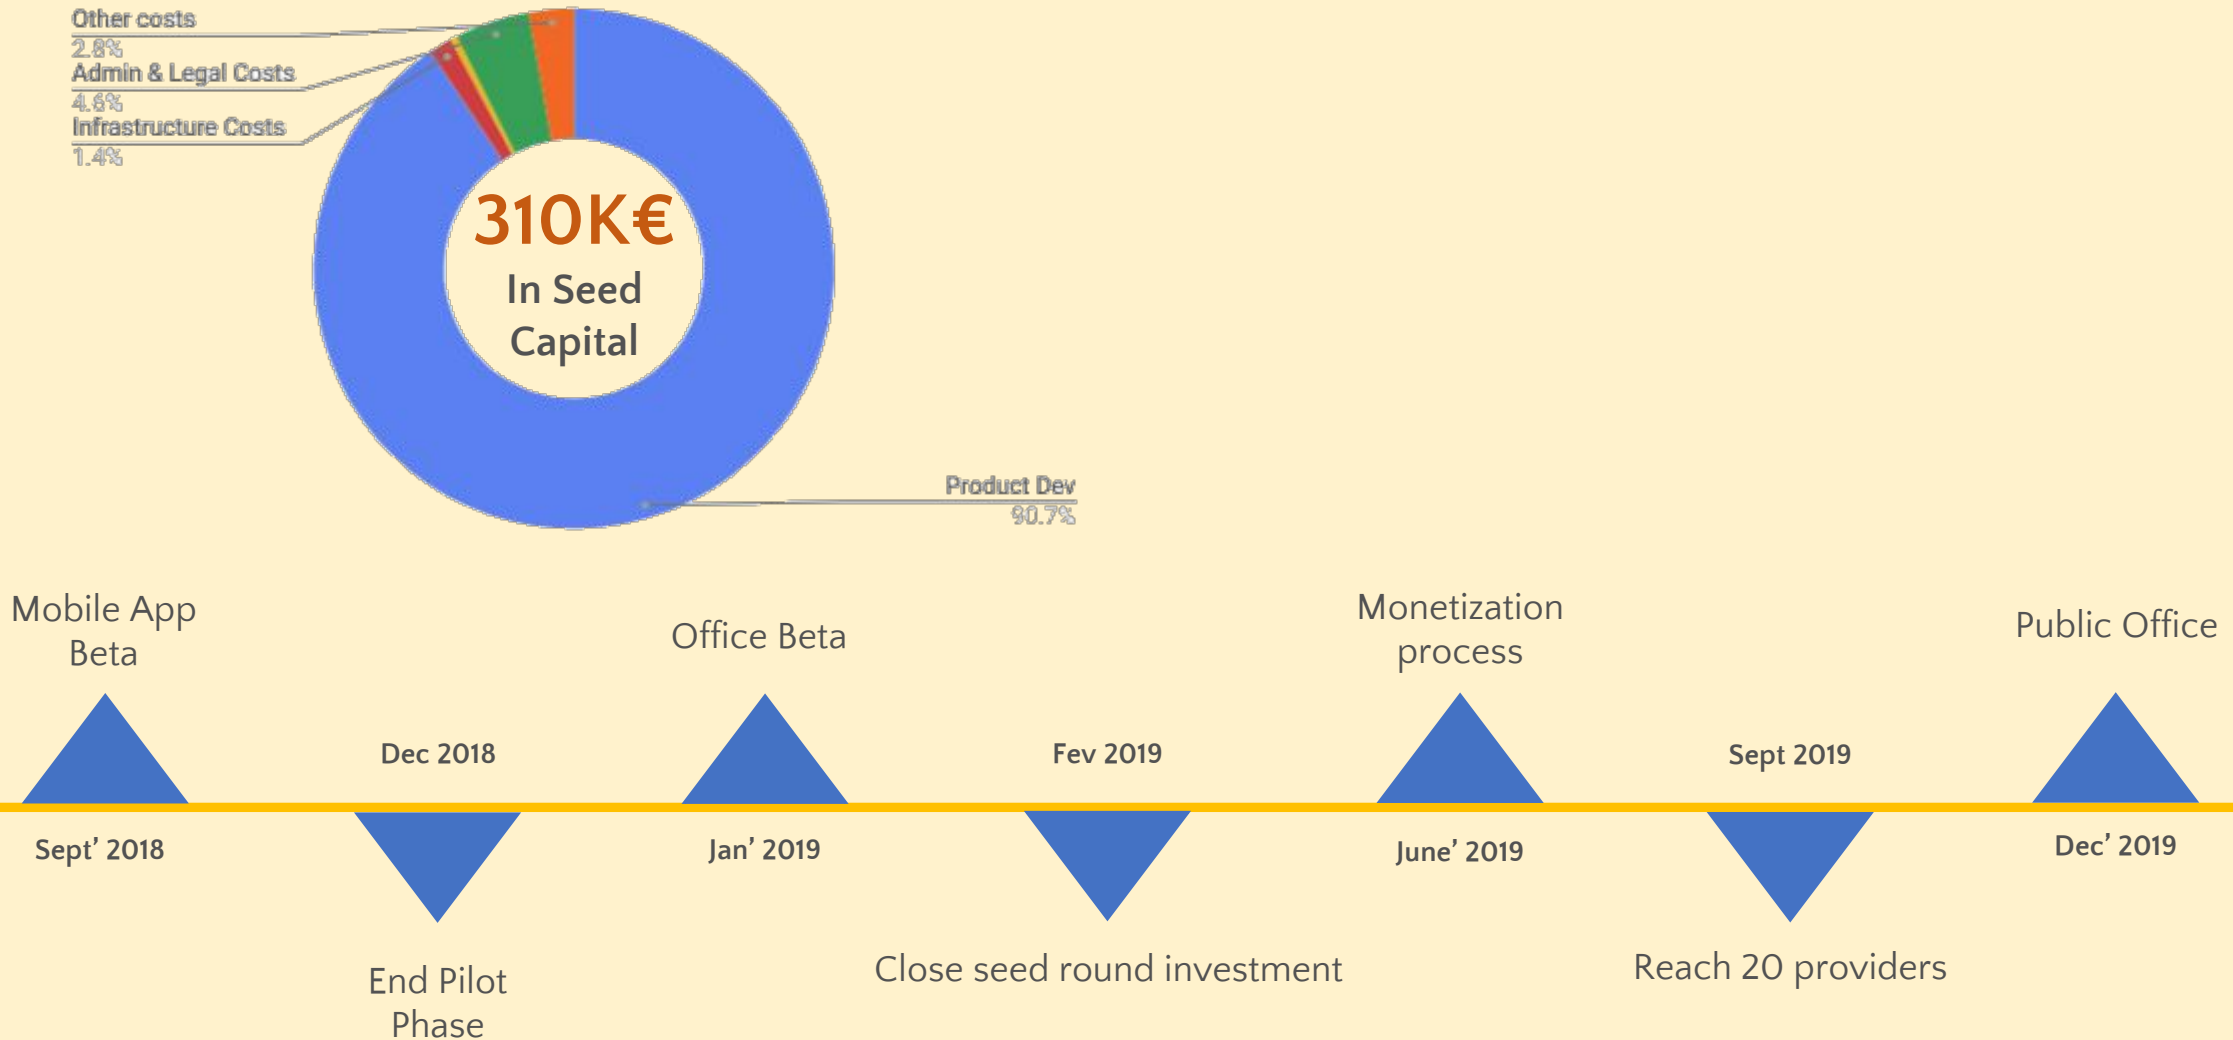 Other costs
2.8%
Admin & Legal Costs
4.6%
Infrastructure Costs
1.4%
310K€
In Seed
Capital
Product Dev
90.7%
Mobile App
Beta
Office Beta
Monetization
process
Public Office
Dec 2018
Fev 2019
Sept 2019
Sept’ 2018
Jan’ 2019
June’ 2019
Dec’ 2019
End Pilot
Phase
Close seed round investment
Reach 20 providers